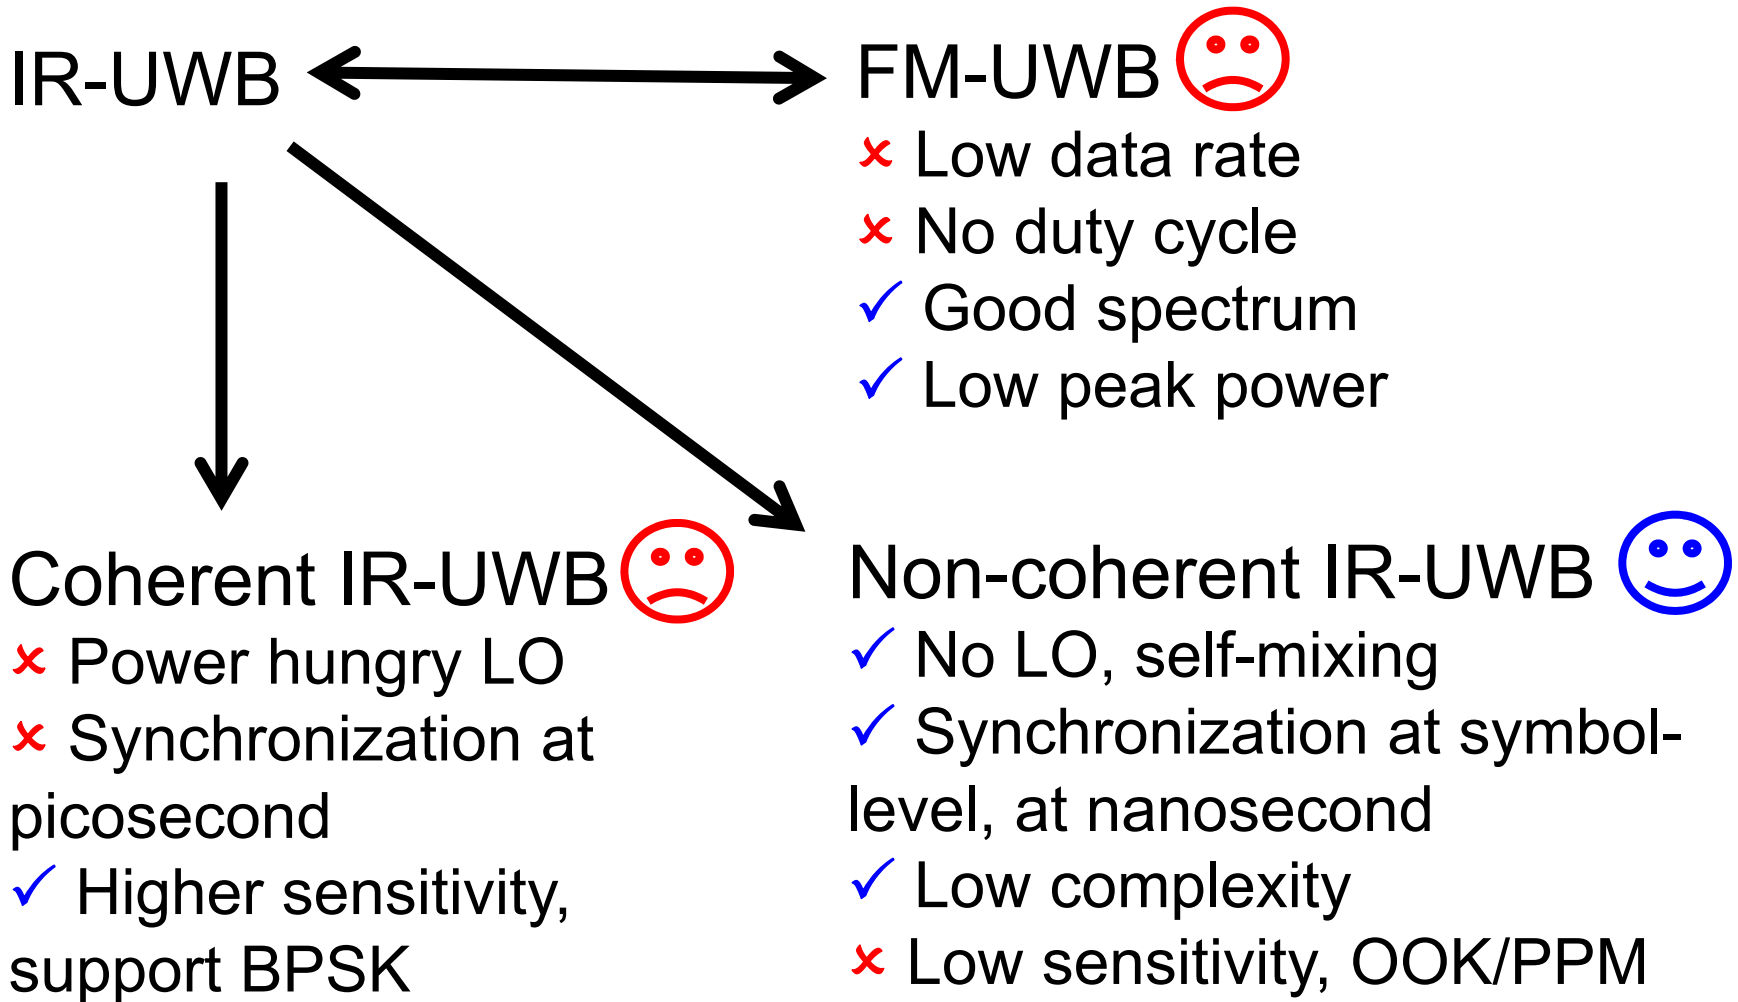 IR-UWB
FM-UWB
✗ Low data rate
✗ No duty cycle
✓ Good spectrum
✓ Low peak power
Coherent IR-UWB
✗ Power hungry LO
✗ Synchronization at
picosecond
✓ Higher sensitivity,
support BPSK
Non-coherent IR-UWB
✓ No LO, self-mixing
✓ Synchronization at symbol-
level, at nanosecond
✓ Low complexity
✗ Low sensitivity, OOK/PPM